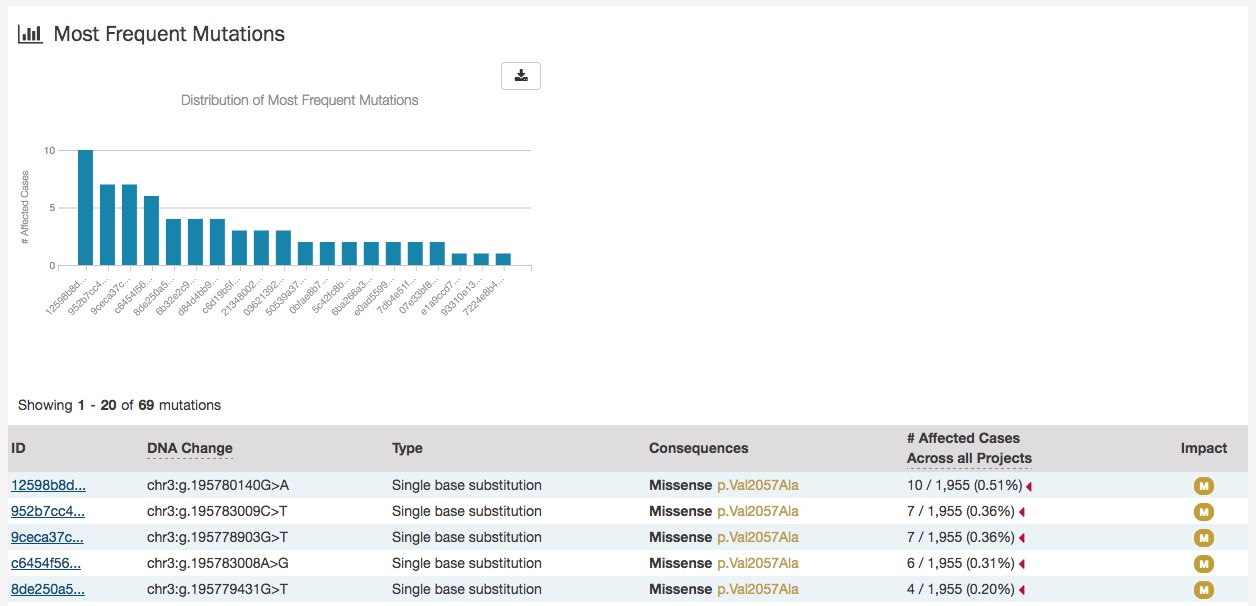 Most Frequent Mutations
Distribution of Most Frequent Mutations
10
5
0
# Affected Cases
12598b8d...
952b7cc4...
9ceca37c...
c6454f56...
8de250a5...
6b32e2c9...
d84d4bb9...
c6d19b5f...
21348002...
03621392...
50539a37...
0bfae8b7...
5c42fc8b...
6ba266a3...
e0ad5599...
7db4e51f...
07e33bf8...
e1a9ccd7...
93310e13...
7224e8b4...
Showing 1 - 20 of 69 mutations
ID DNA Change Type Consequences # Affected Cases Across all Projects Impact
12598b8d... chr3:g.195780140G>A Single base substitution Missense p.Val2057Ala 10 / 1,955 (0.51%) M
952b7cc4... chr3:g.195783009C>T Single base substitution Missense p.Val2057Ala 7 / 1,955 (0.36%) M
9ceca37c... chr3:g.195778903G>T Single base substitution Missense p.Val2057Ala 7 / 1,955 (0.36%) M
c6454f56... chr3:g.195783008A>G Single base substitution Missense p.Val2057Ala 6 / 1,955 (0.31%) M
8de250a5... chr3:g.195779431G>T Single base substitution Missense p.Val2057Ala 4 / 1,955 (0.20%) M